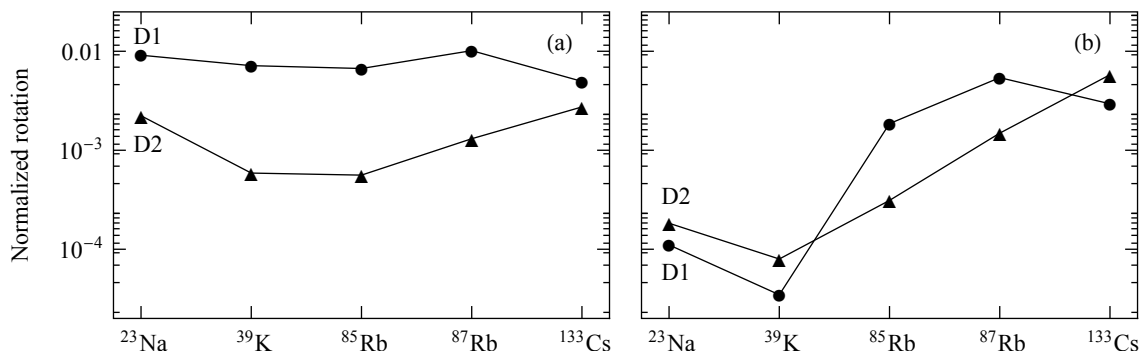 D1
(a)
0.01
D2
10⁻³
10⁻⁴
Normalized rotation
²³Na ³⁹K ⁸⁵Rb ⁸⁷Rb ¹³³Cs
(b)
D2
D1
²³Na ³⁹K ⁸⁵Rb ⁸⁷Rb ¹³³Cs